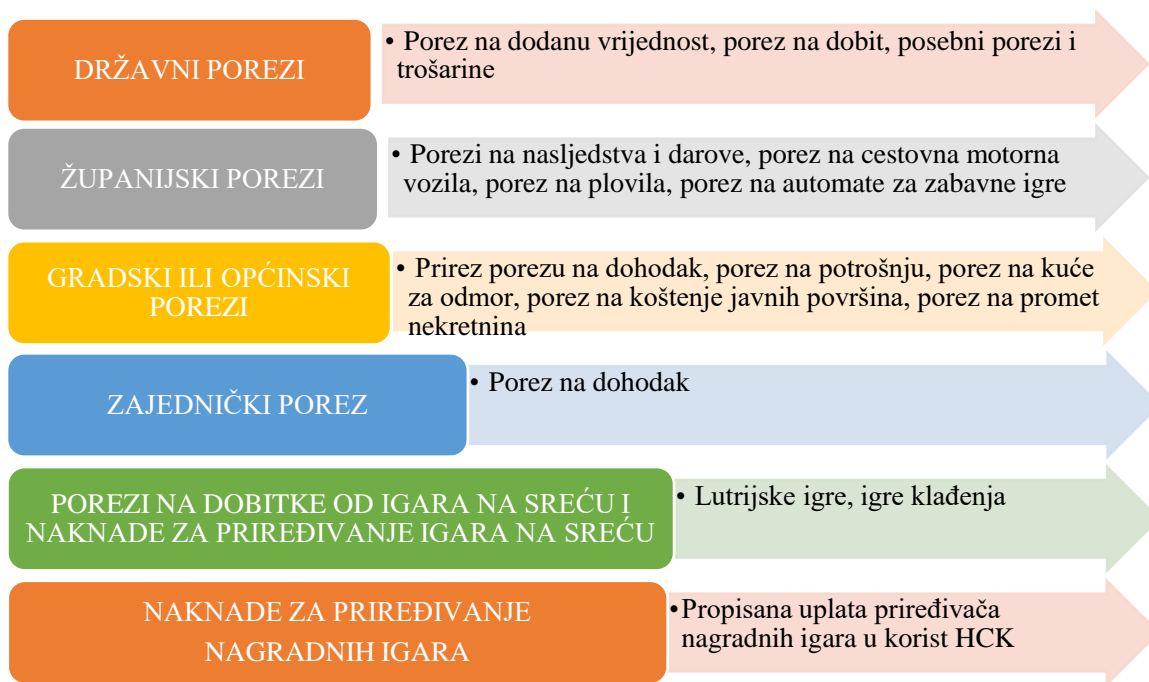 DRŽAVNI POREZI
• Porez na dodanu vrijednost, porez na dobit, posebni porezi i
trošarine
ŽUPANIJSKI POREZI
• Porezi na nasljedstva i darove, porez na cestovna motorna
vozila, porez na plovila, porez na automate za zabavne igre
GRADSKI ILI OPĆINSKI
POREZI
• Prirez porezu na dohodak, porez na potrošnju, porez na kuće
za odmor, porez na koštenje javnih površina, porez na promet
nekretnina
ZAJEDNIČKI POREZ
• Porez na dohodak
POREZI NA DOBITKE OD IGARA NA SREĆU I
NAKNADE ZA PRIREĐIVANJE IGARA NA SREĆU
• Lutrijske igre, igre klađenja
NAKNADE ZA PRIREĐIVANJE
NAGRADNIH IGARA
•Propisana uplata priređivača
nagradnih igara u korist HCK